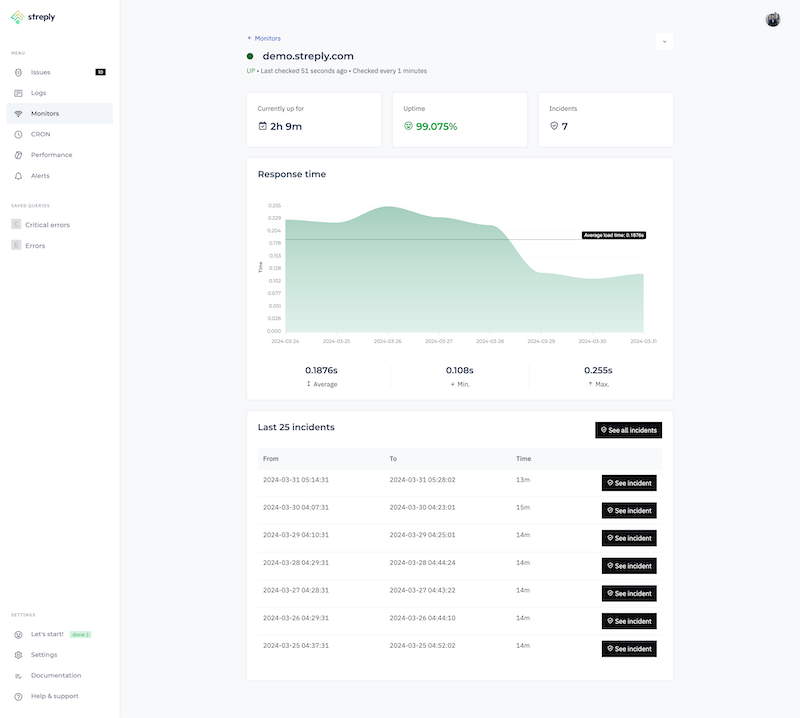 streply
MENU
Issues 10
Logs
Monitors
CRON
Performance
Alerts
SAVED QUERIES
C Critical errors
E Errors
SETTINGS
Let's start! done :)
Settings
Documentation
Help & support
Monitors
demo.streply.com
UP • Last checked 51 seconds ago • Checked every 1 minutes
Currently up for
2h 9m
Uptime
99.075%
Incidents
7
Response time
Time
0.255
0.229
0.204
0.178
0.153
0.128
0.102
0.077
0.051
0.026
0.000
Average load time: 0.1876s
2024-03-24 2024-03-25 2024-03-26 2024-03-27 2024-03-28 2024-03-29 2024-03-30 2024-03-31
0.1876s 0.108s 0.255s
Average Min. Max.
Last 25 incidents
See all incidents
From To Time
2024-03-31 05:14:31 2024-03-31 05:28:02 13m See incident
2024-03-30 04:07:31 2024-03-30 04:23:01 15m See incident
2024-03-29 04:10:31 2024-03-29 04:25:01 14m See incident
2024-03-28 04:29:31 2024-03-28 04:44:24 14m See incident
2024-03-27 04:28:31 2024-03-27 04:43:22 14m See incident
2024-03-26 04:29:31 2024-03-26 04:44:10 14m See incident
2024-03-25 04:37:31 2024-03-25 04:52:02 14m See incident